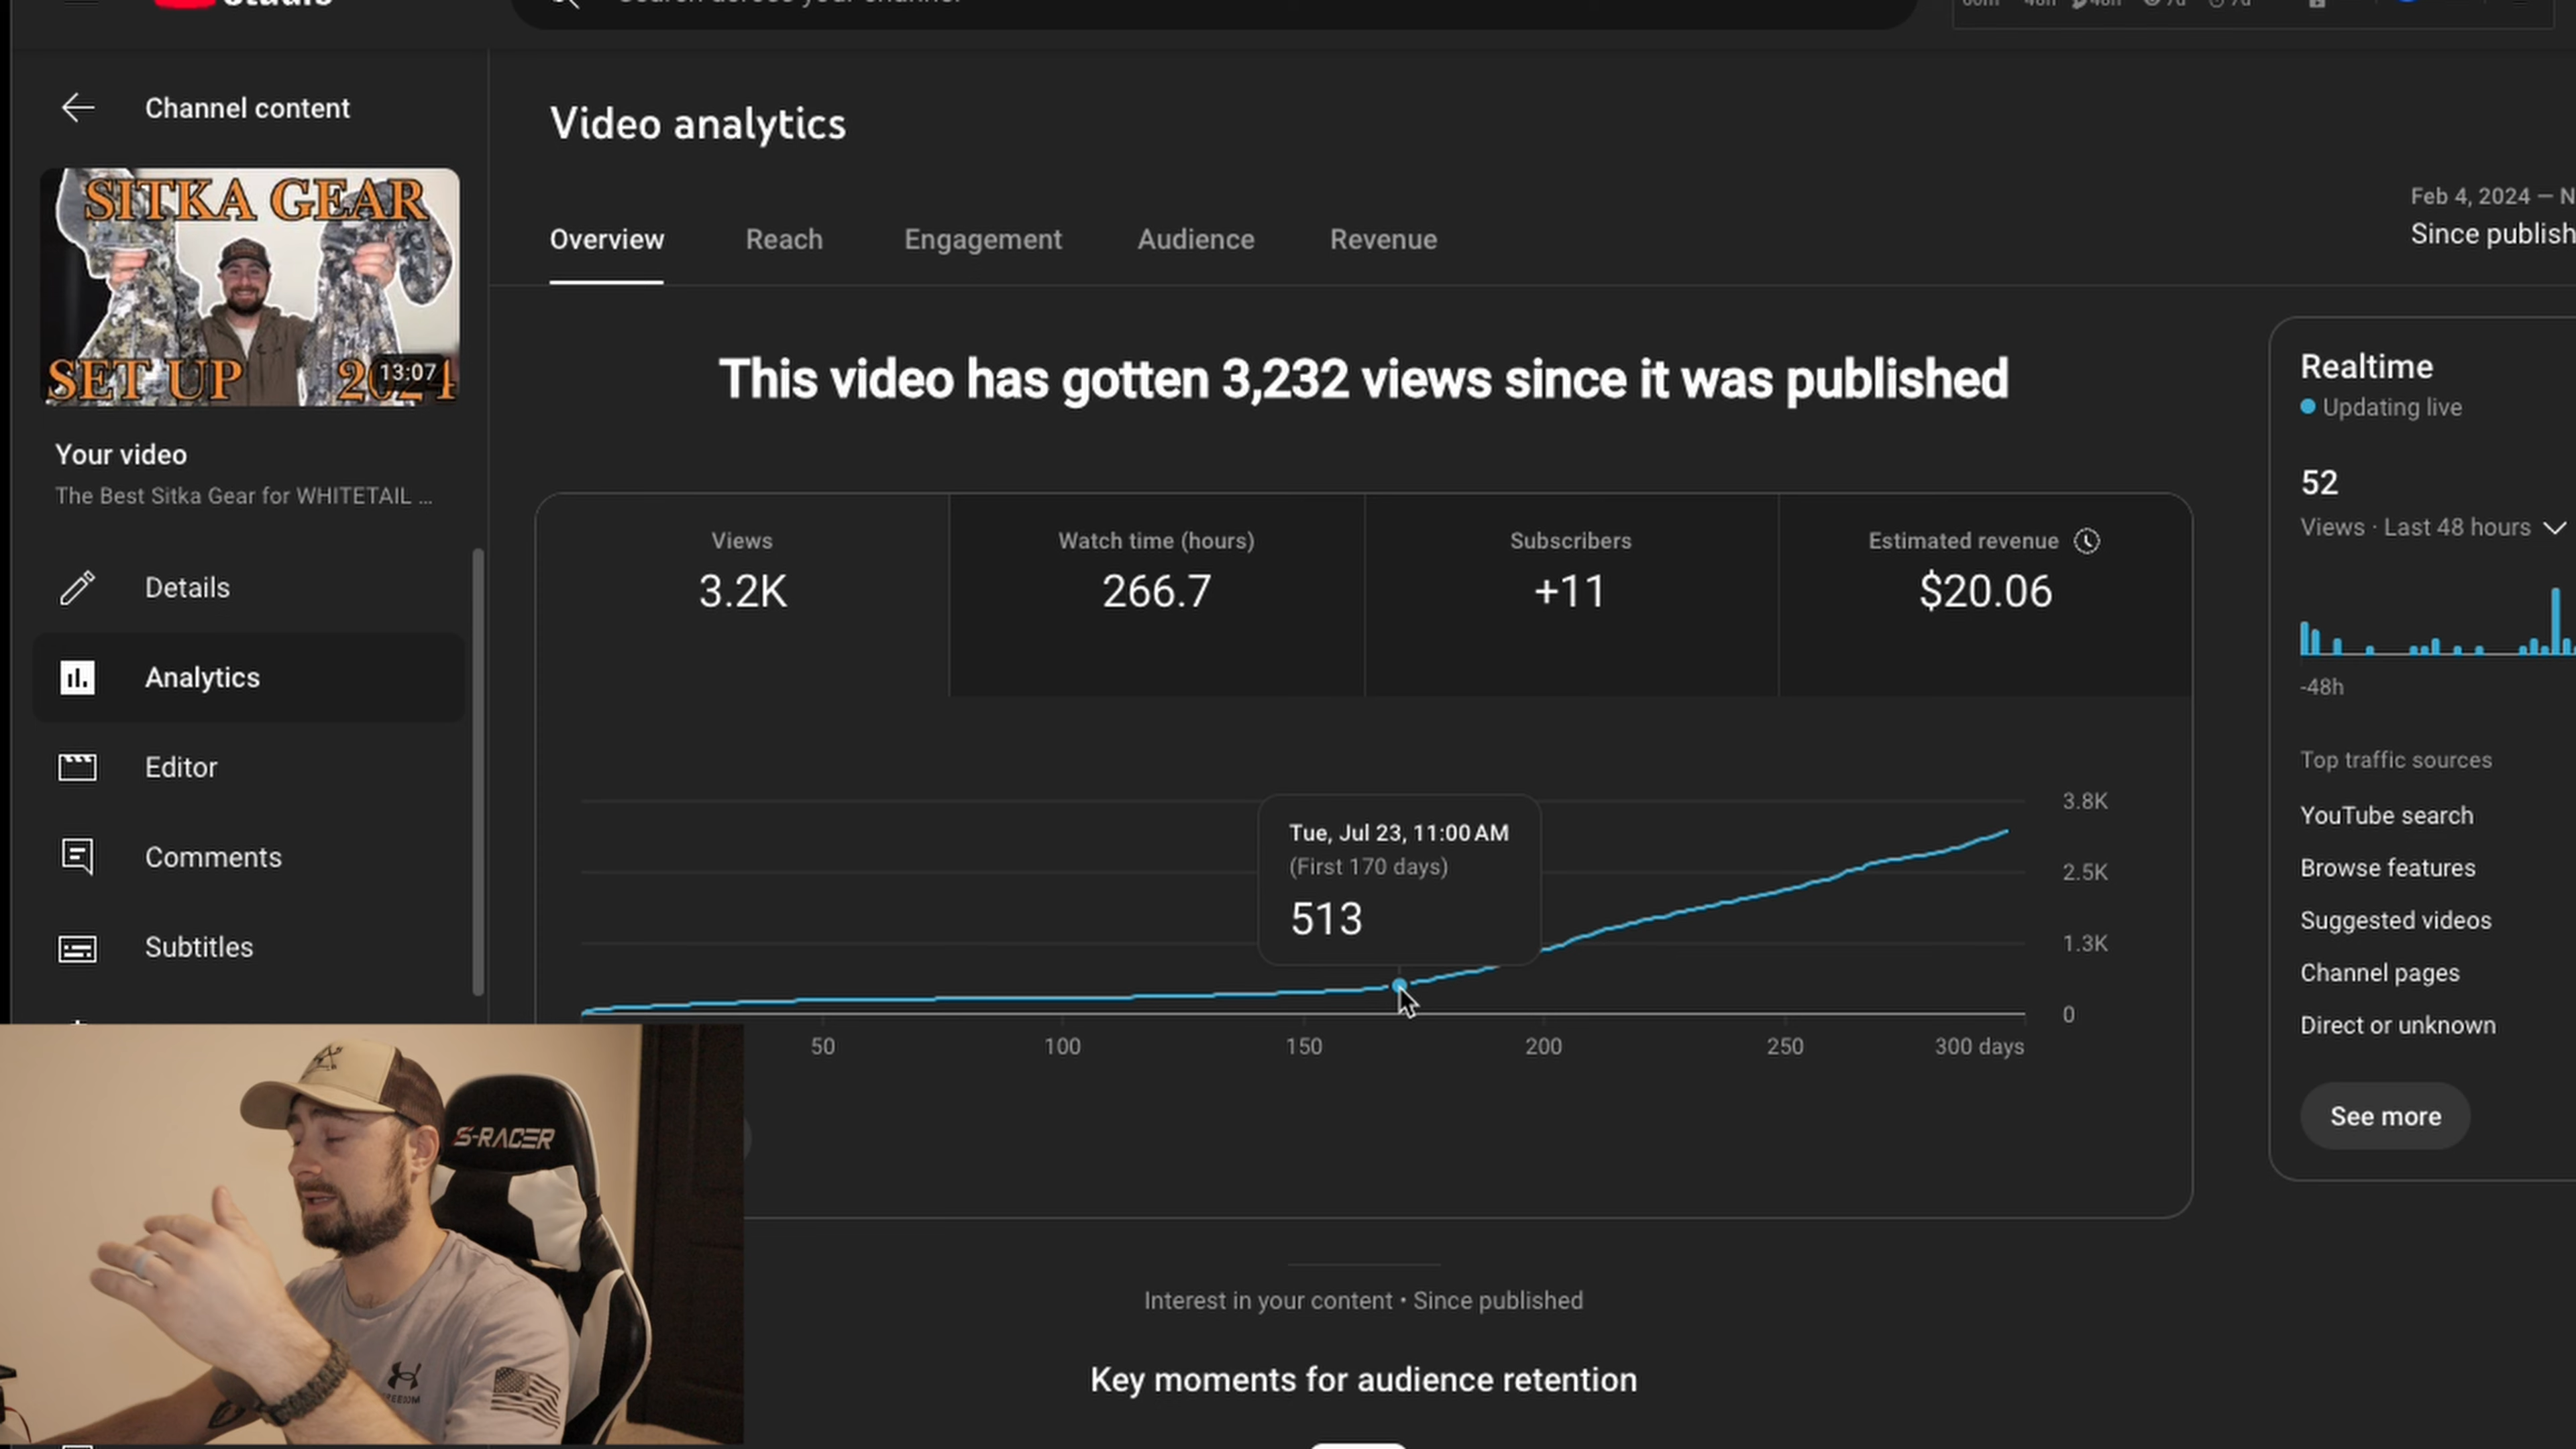 Channel content
Video analytics
SITKA GEAR
SET UP 2024
13:07
Feb 4, 2024 – N
Since publish
Overview
Reach
Engagement
Audience
Revenue
This video has gotten 3,232 views since it was published
Realtime
Updating live
52
Views · Last 48 hours
-48h
Your video
The Best Sitka Gear for WHITETAIL ...
Details
Analytics
Editor
Comments
Subtitles
Views
3.2K
Watch time (hours)
266.7
Subscribers
+11
Estimated revenue
$20.06
Tue, Jul 23, 11:00 AM
(First 170 days)
513
3.8K
2.5K
1.3K
0
50
100
150
200
250
300 days
Top traffic sources
YouTube search
Browse features
Suggested videos
Channel pages
Direct or unknown
See more
S-RACER
Interest in your content • Since published
Key moments for audience retention